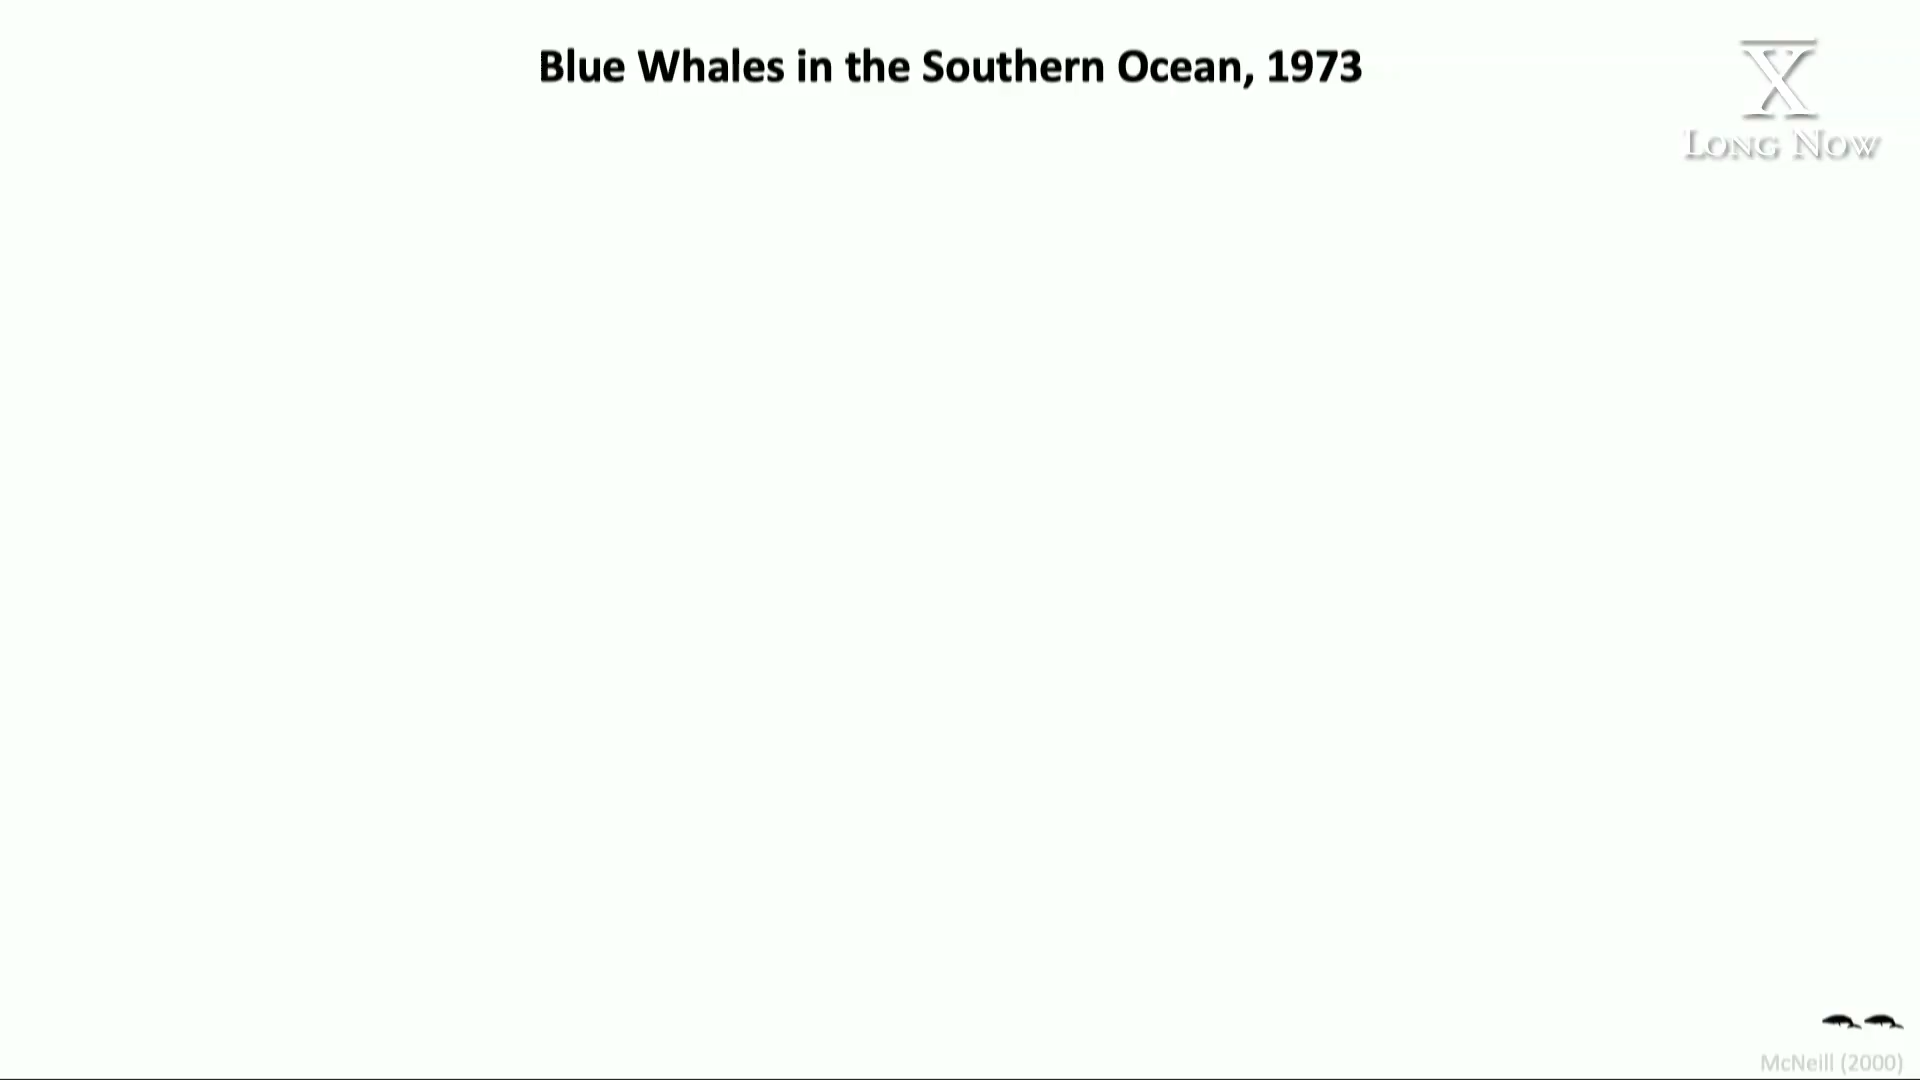 Blue Whales in the Southern Ocean, 1973
X
LONG NOW
McNeill (2000)